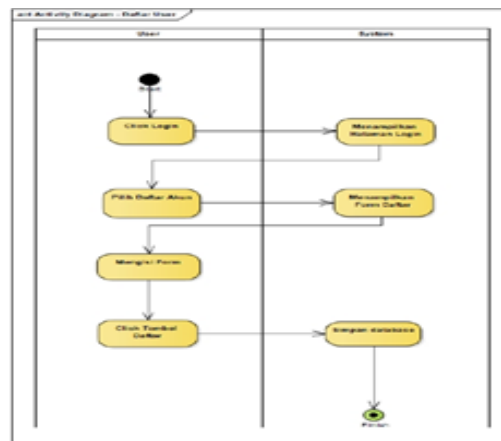 act Activity Diagram - Daftar User
User
System
Start
Click Login
Menampilkan
Halaman Login
Pilih Daftar Akun
Menampilkan
Form Daftar
Mengisi Form
Click Tombol
Daftar
Simpan database
Finish